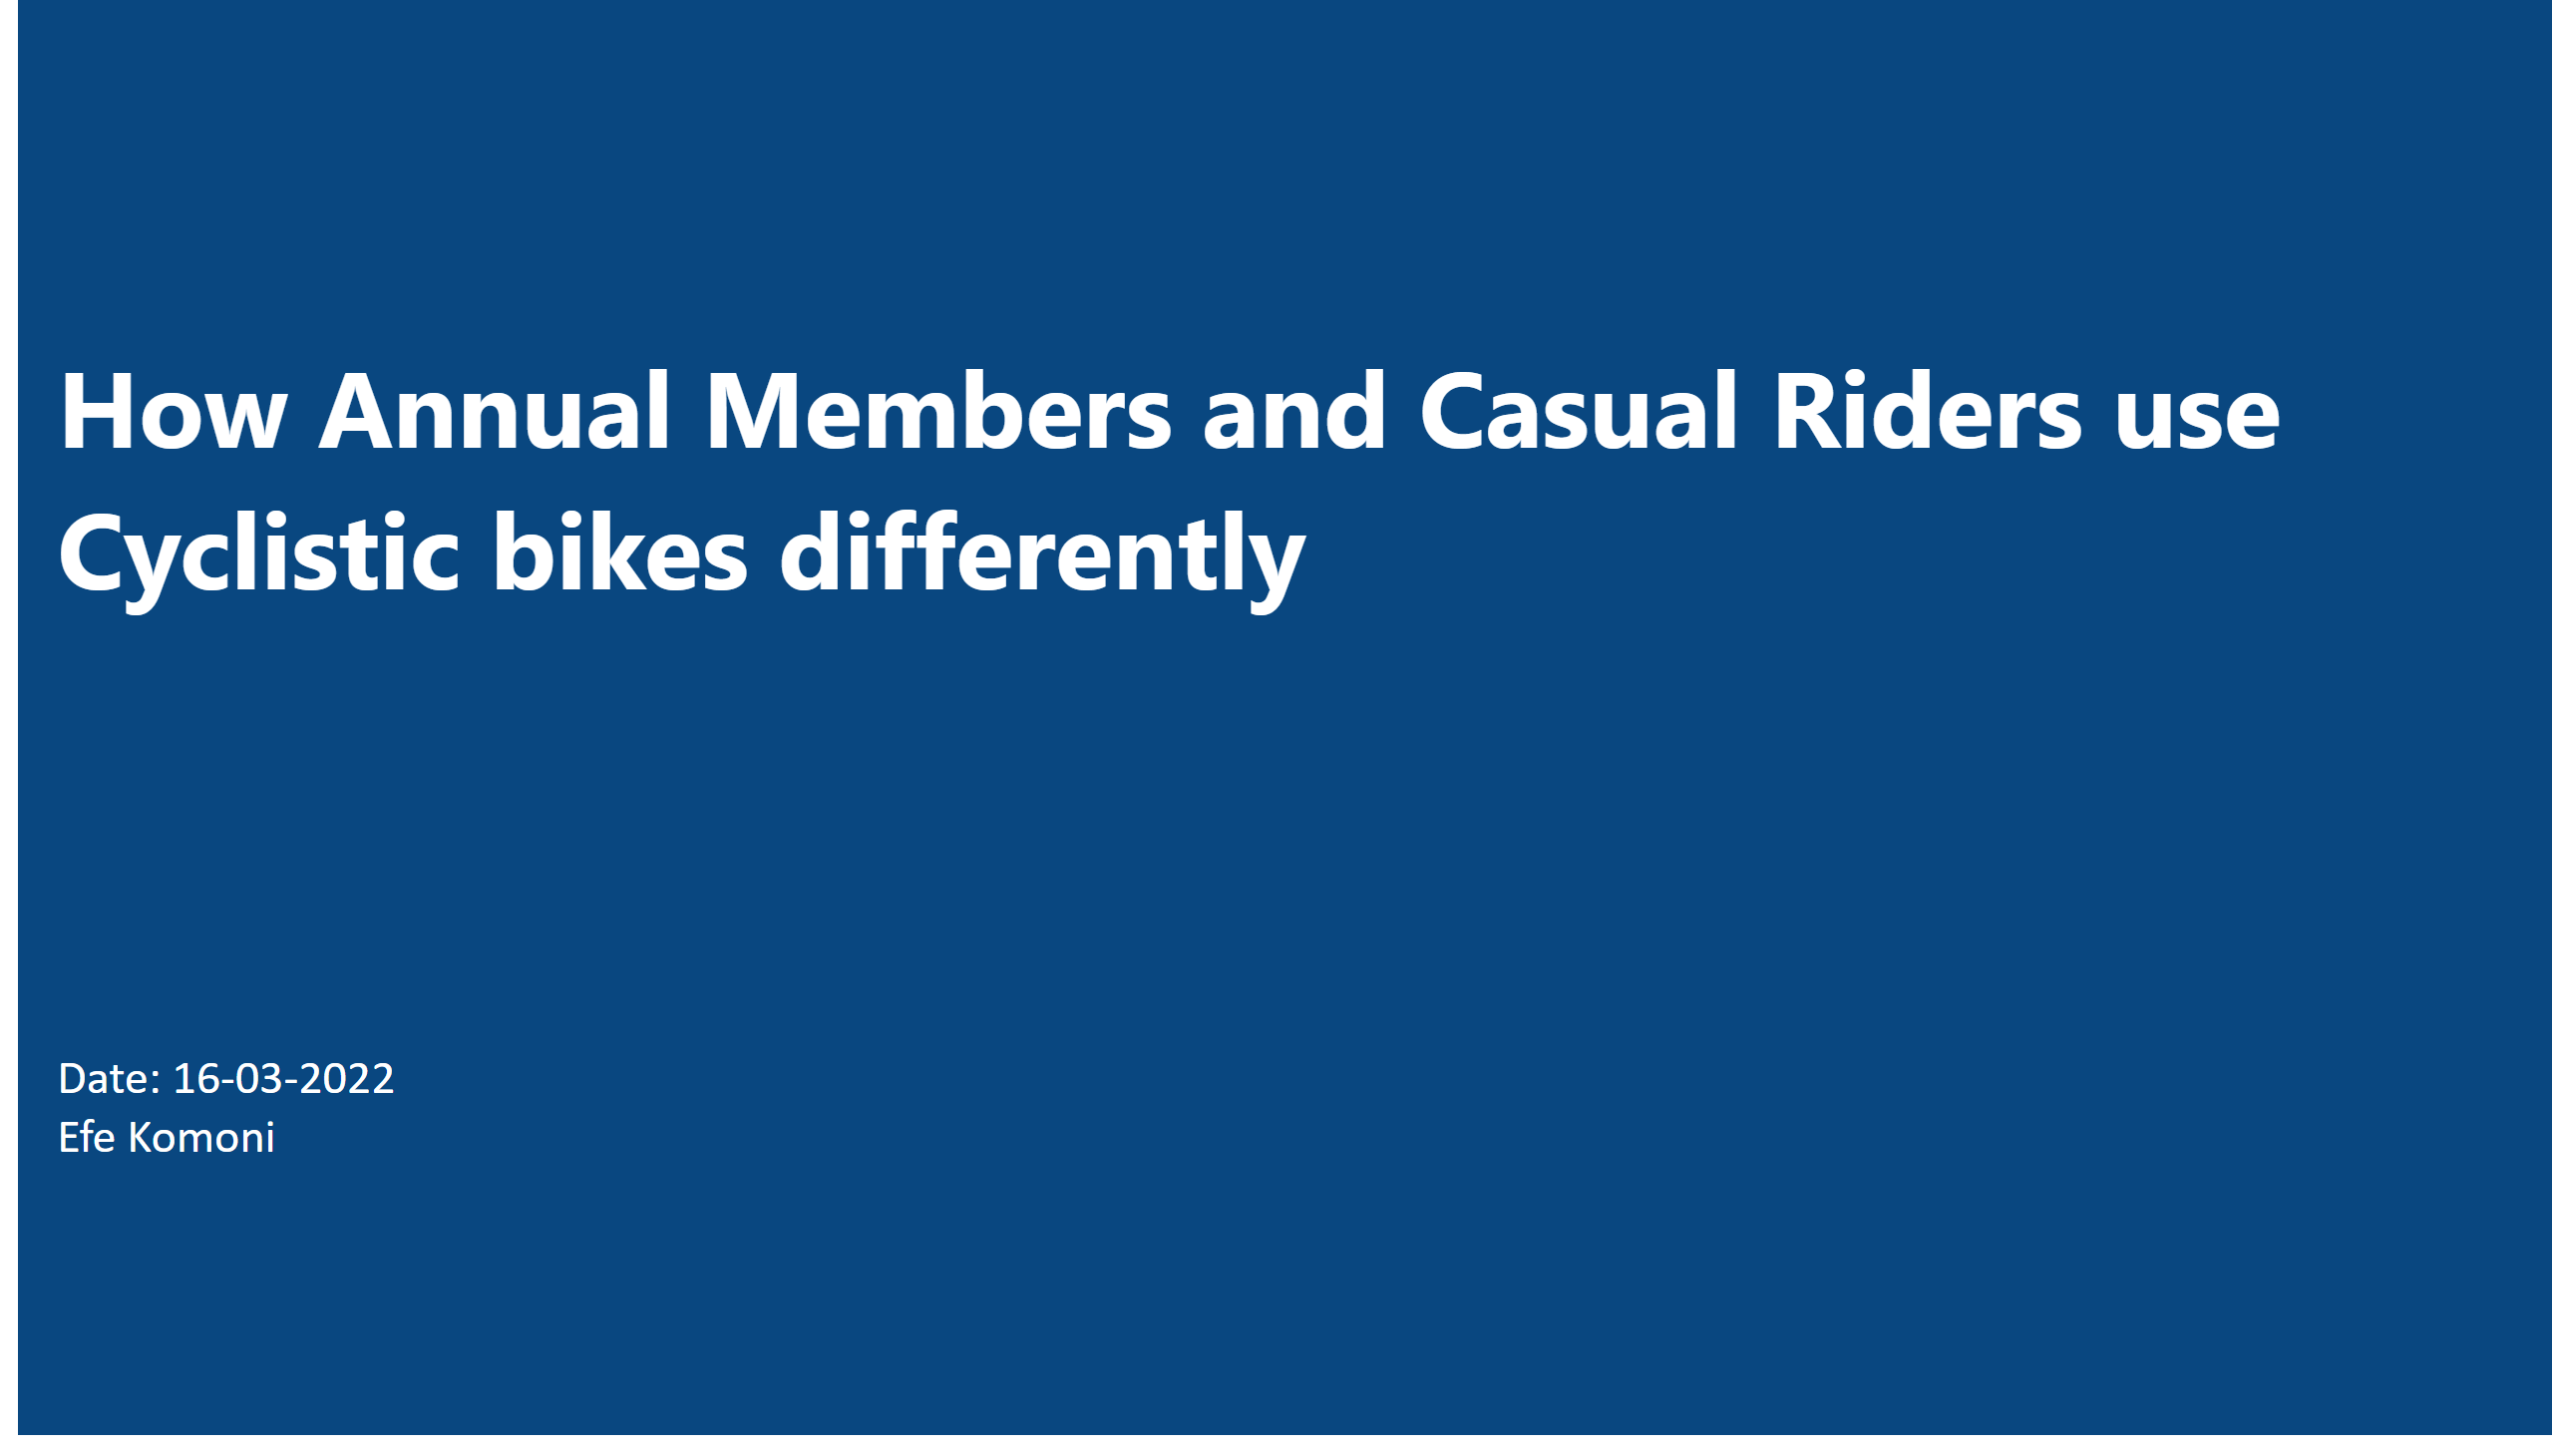 How Annual Members and Casual Riders use
Cyclistic bikes differently
Date: 16-03-2022
Efe Komoni